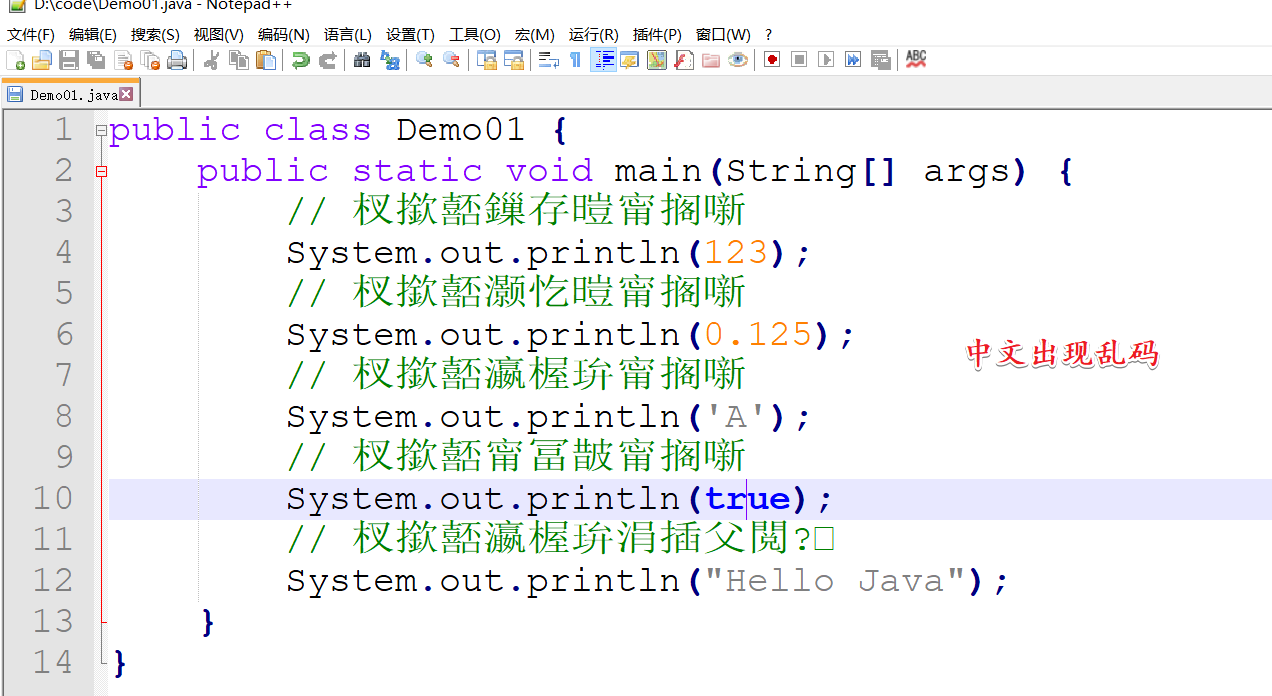 D:\code\Demo01.java - Notepad++
文件(F) 编辑(E) 搜索(S) 视图(V) 编码(N) 语言(L) 设置(T) 工具(O) 宏(M) 运行(R) 插件(P) 窗口(W) ?
ABC
Demo01.java
1 public class Demo01 {
2 public static void main(String[] args) {
3 // 杈撳嚭鏁存暟甯搁噺
4 System.out.println(123);
5 // 杈撳嚭灏忔暟甯搁噺
6 System.out.println(0.125);
中文出现乱码
7 // 杈撳嚭瀛楃甯搁噺
8 System.out.println('A');
9 // 杈撳嚭甯冨皵甯搁噺
10 System.out.println(true);
11 // 杈撳嚭瀛楃涓插父閲?
12 System.out.println("Hello Java");
13 }
14 }